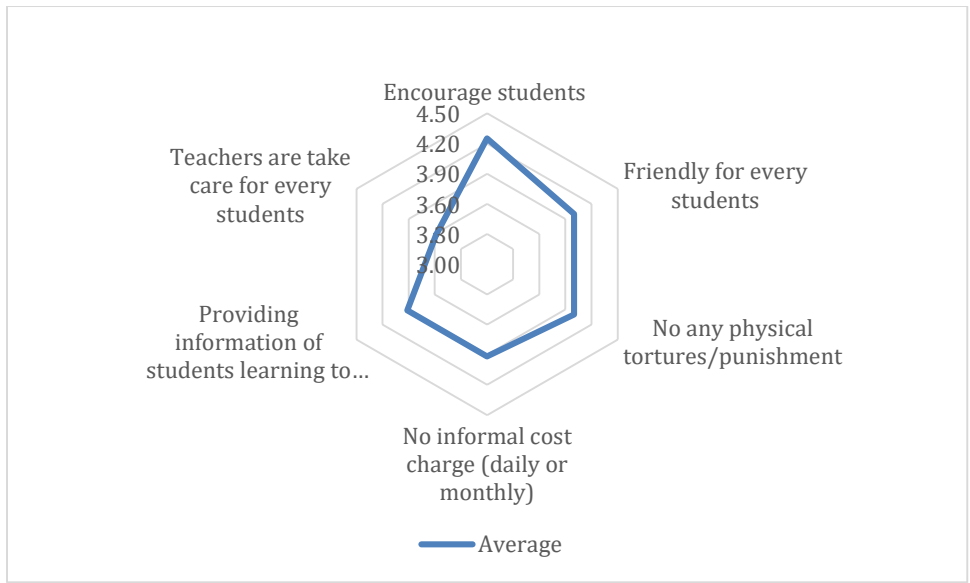 Encourage students
4.50
4.20
3.90
3.60
3.30
3.00
Friendly for every
students
No any physical
tortures/punishment
No informal cost
charge (daily or
monthly)
Providing
information of
students learning to…
Teachers are take
care for every
students
Average